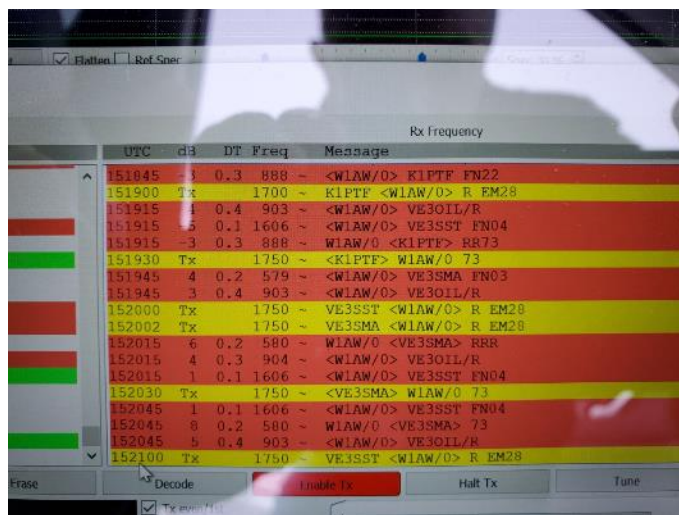 Flatten Ref Spec
Rx Frequency
UTC dB DT Freq Message
151845 -3 0.3 888 ~ <W1AW/0> K1PTF FN22
151900 Tx 1700 ~ K1PTF <W1AW/0> R EM28
151915 4 0.4 903 ~ <W1AW/0> VE3OIL/R
151915 -5 0.1 1606 ~ <W1AW/0> VE3SST FN04
151915 -3 0.3 888 ~ W1AW/0 <K1PTF> RR73
151930 Tx 1750 ~ <K1PTF> W1AW/0 73
151945 4 0.2 579 ~ <W1AW/0> VE3SMA FN03
151945 3 0.4 903 ~ <W1AW/0> VE3OIL/R
152000 Tx 1750 ~ VE3SST <W1AW/0> R EM28
152002 Tx 1750 ~ VE3SMA <W1AW/0> R EM28
152015 6 0.2 580 ~ W1AW/0 <VE3SMA> RRR
152015 4 0.3 904 ~ <W1AW/0> VE3OIL/R
152015 1 0.1 1606 ~ <W1AW/0> VE3SST FN04
152030 Tx 1750 ~ <VE3SMA> W1AW/0 73
152045 1 0.1 1606 ~ <W1AW/0> VE3SST FN04
152045 8 0.2 580 ~ W1AW/0 <VE3SMA> 73
152045 5 0.4 903 ~ <W1AW/0> VE3OIL/R
152100 Tx 1750 ~ VE3SST <W1AW/0> R EM28
Erase Decode Enable Tx Halt Tx Tune
Tx even/1st